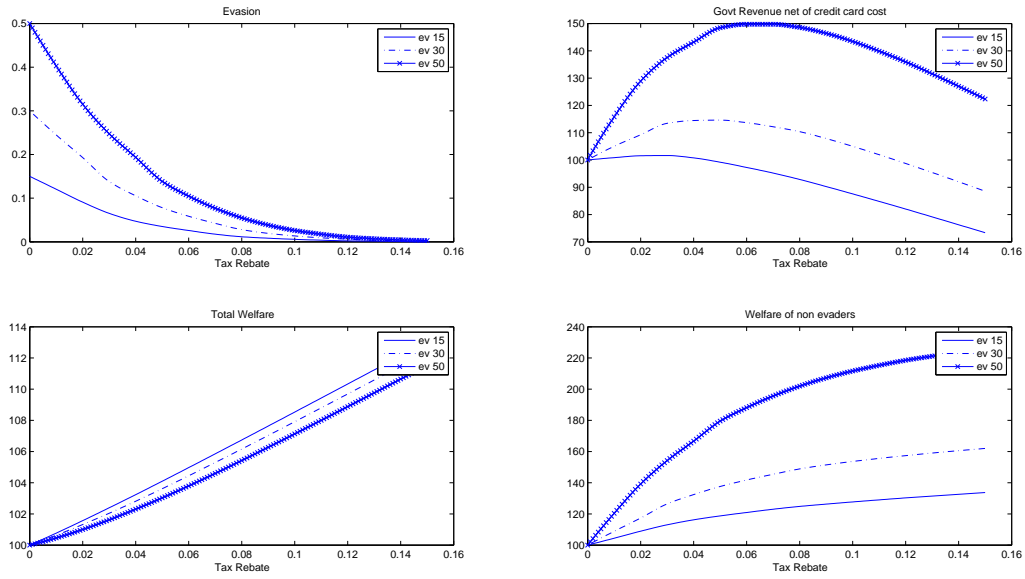 Evasion
0.5
0.4
0.3
0.2
0.1
0
0 0.02 0.04 0.06 0.08 0.1 0.12 0.14 0.16
Tax Rebate
ev 15
ev 30
ev 50
Govt Revenue net of credit card cost
150
140
130
120
110
100
90
80
70
0 0.02 0.04 0.06 0.08 0.1 0.12 0.14 0.16
Tax Rebate
ev 15
ev 30
ev 50
Total Welfare
114
112
110
108
106
104
102
100
0 0.02 0.04 0.06 0.08 0.1 0.12 0.14 0.16
Tax Rebate
ev 15
ev 30
ev 50
Welfare of non evaders
240
220
200
180
160
140
120
100
0 0.02 0.04 0.06 0.08 0.1 0.12 0.14 0.16
Tax Rebate
ev 15
ev 30
ev 50